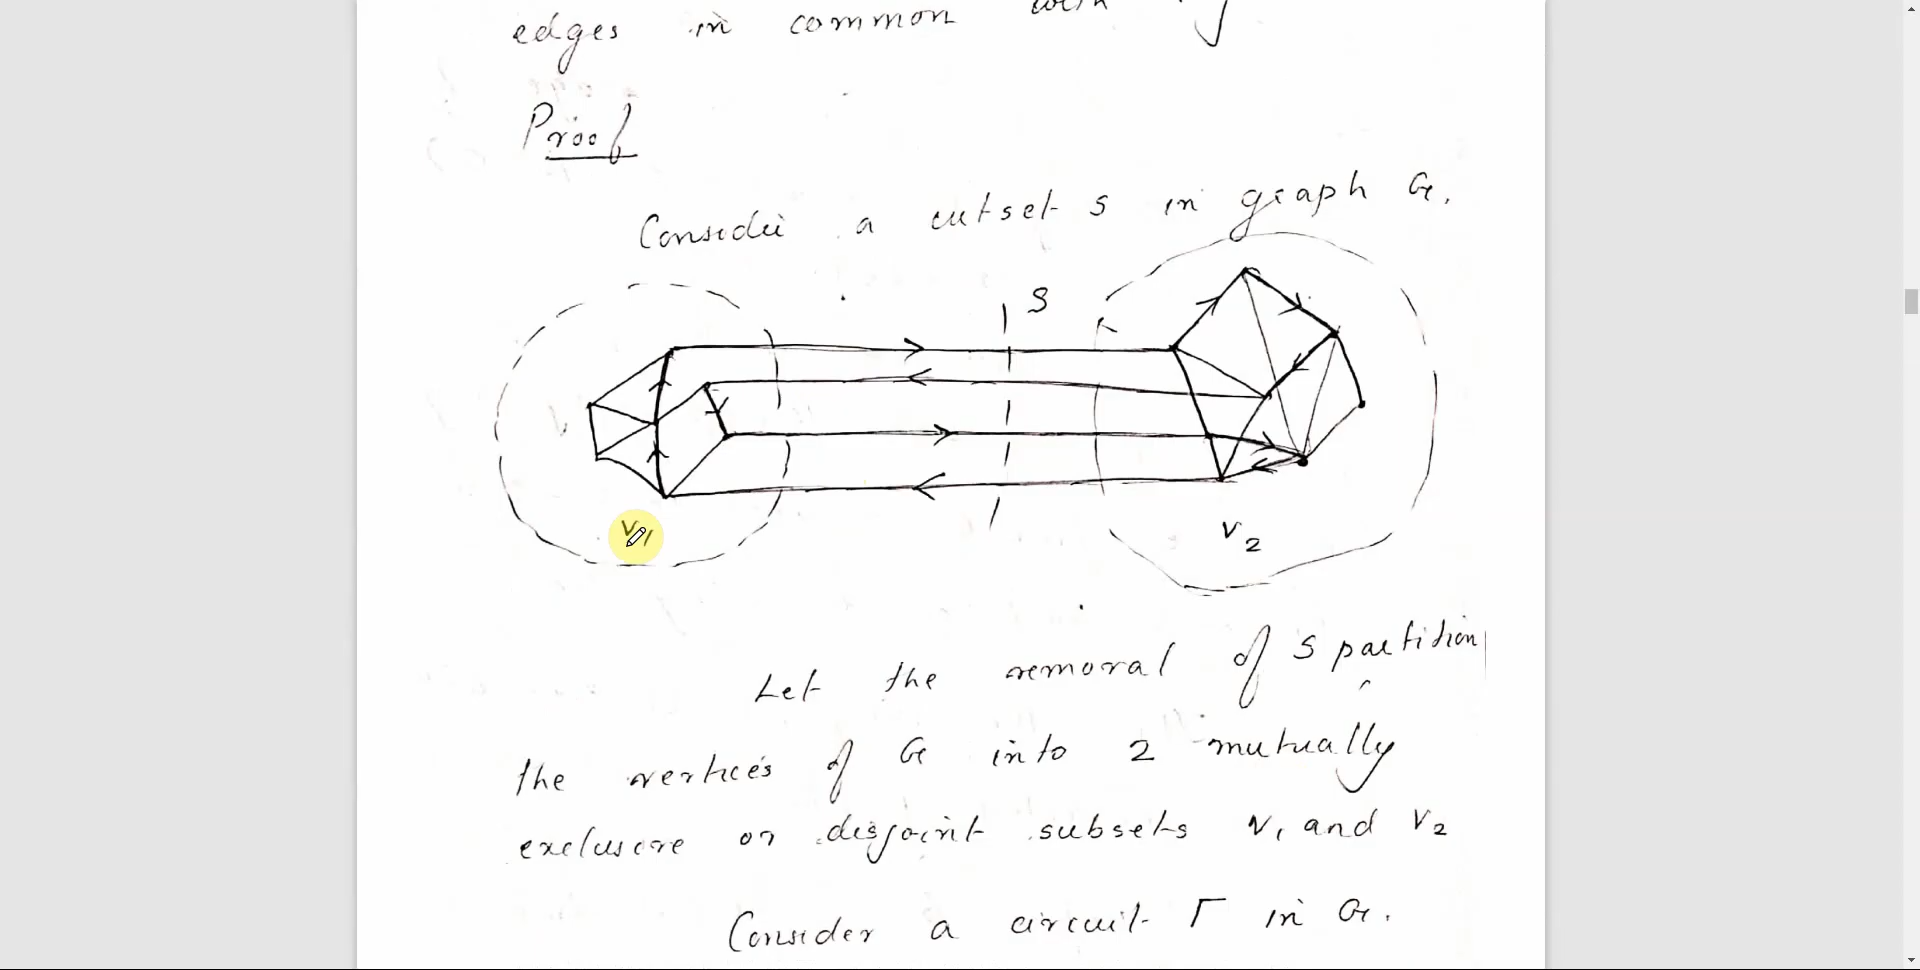 edges in common with
Proof
Consider a cutset S in graph G.
S
V1
V2
Let the removal of S partition
the vertices of G into 2 mutually
exclusive or disjoint subsets V1 and V2
Consider a circuit Γ in G.